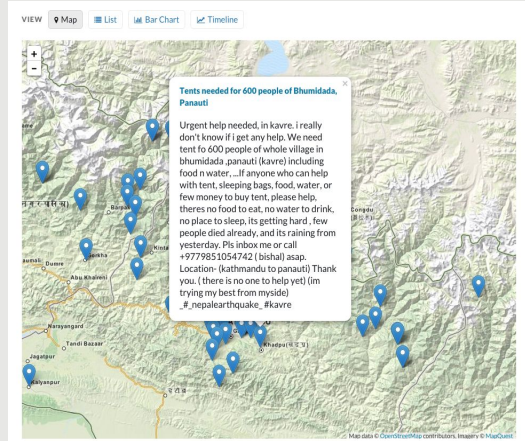 VIEW Map List Bar Chart Timeline
+
-
×
Tents needed for 600 people of Bhumidada,
Panauti
Urgent help needed, in kavre. i really
don't know if i get any help. We need
tent fo 600 people of whole village in
bhumidada ,panauti (kavre) including
food n water, ...If anyone who can help
with tent, sleeping bags, food, water, or
few money to buy tent, please help,
theres no food to eat, no water to drink,
no place to sleep, its getting hard , few
people died already, and its raining from
yesterday. Pls inbox me or call
+9779851054742 ( bishal) asap.
Location- (kathmandu to panauti) Thank
you. ( there is no one to help yet) (im
trying my best from myside)
_#_nepalearthquake_ #kavre
Congdu
Dumre
Abu Khaireni
Narayangard
Tandi Bazaar
Jagatpur
Kalyanpur
Khadpu
Map data © OpenStreetMap contributors, Imagery © MapQuest